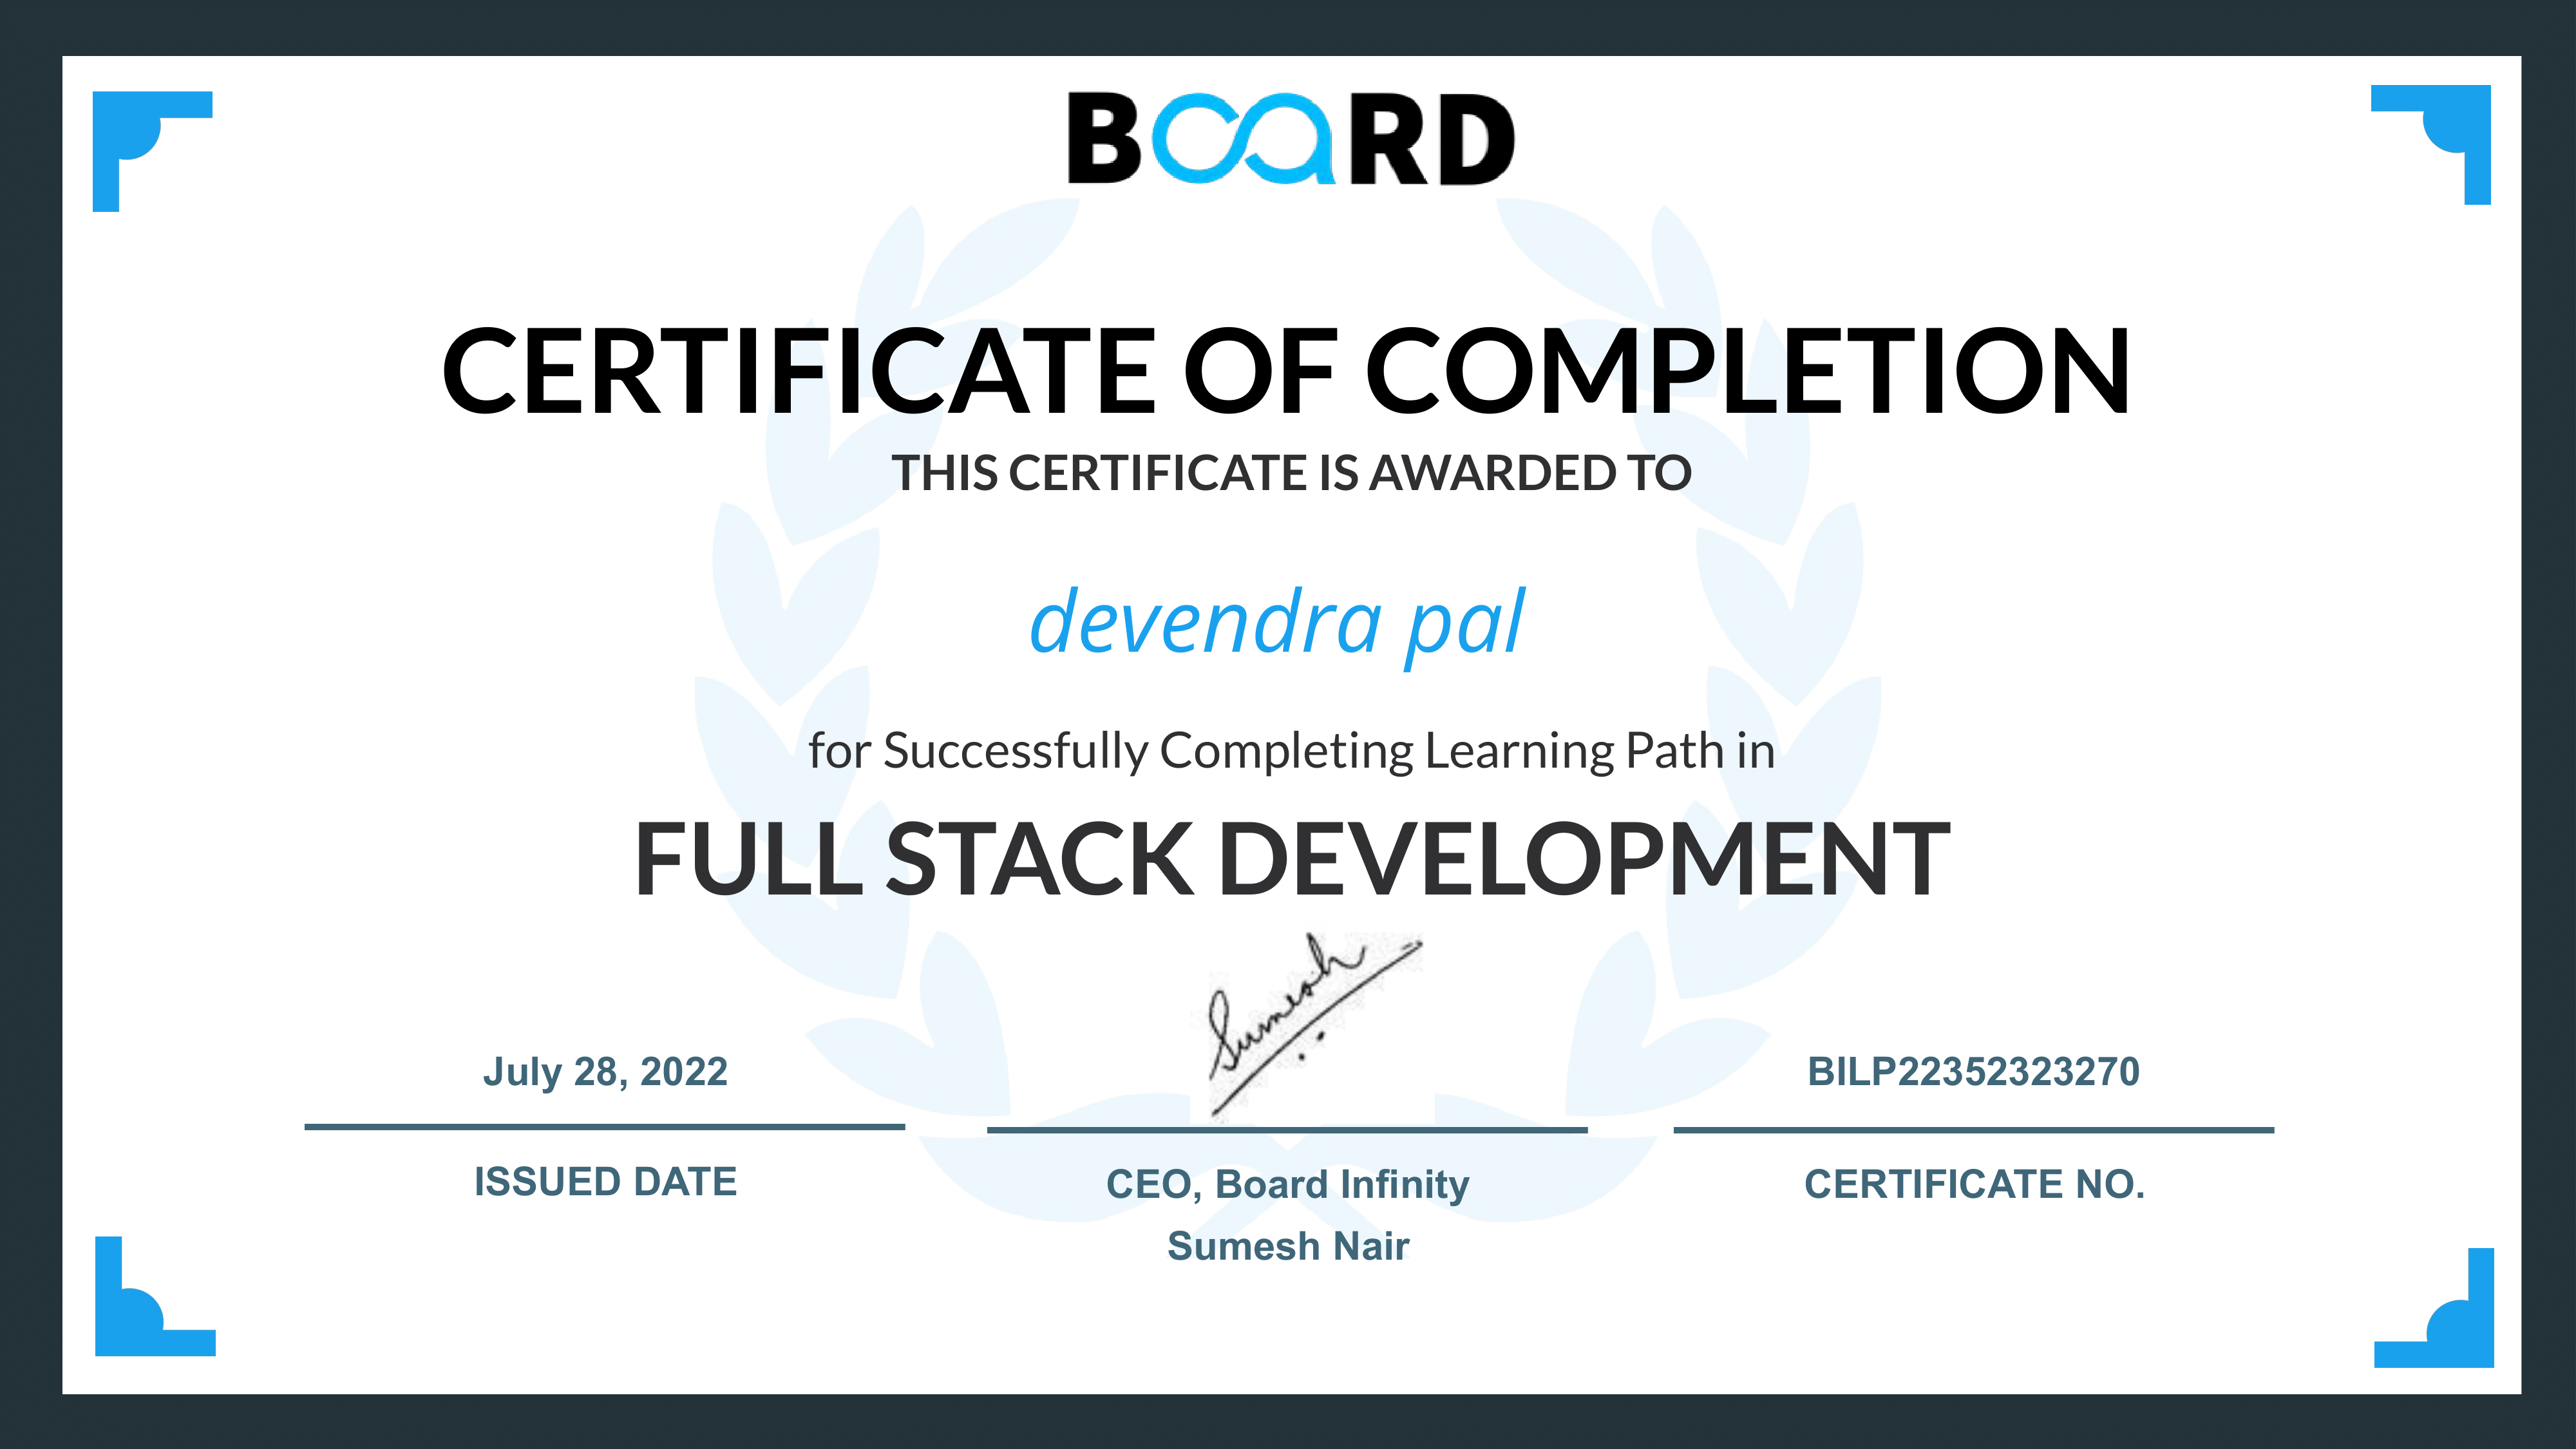 BOARD
CERTIFICATE OF COMPLETION
THIS CERTIFICATE IS AWARDED TO
devendra pal
for Successfully Completing Learning Path in
FULL STACK DEVELOPMENT
Sumesh
July 28, 2022
BILP22352323270
ISSUED DATE
CEO, Board Infinity
CERTIFICATE NO.
Sumesh Nair